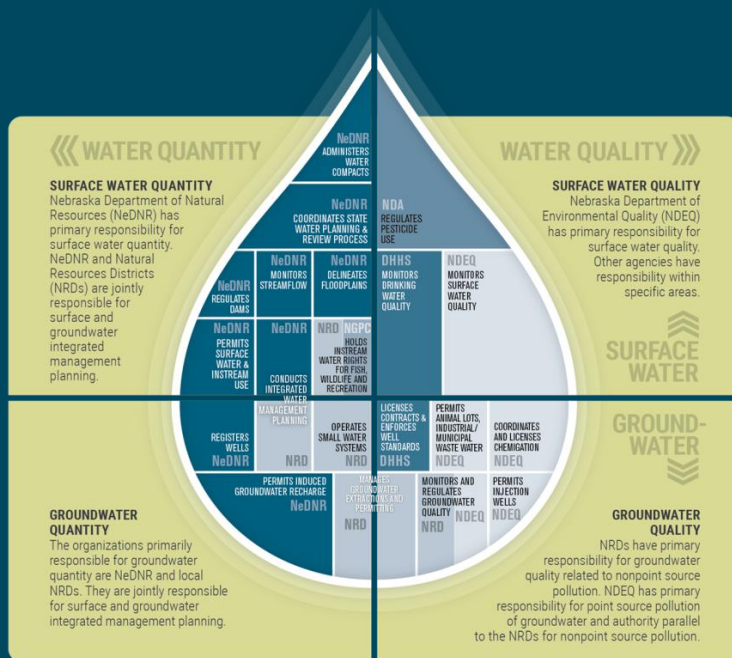 WATER QUANTITY
SURFACE WATER QUANTITY
Nebraska Department of Natural
Resources (NeDNR) has
primary responsibility for
surface water quantity.
NeDNR and Natural
Resources Districts
(NRDs) are jointly
responsible for
surface and
groundwater
integrated
management
planning.
NeDNR
ADMINISTERS
WATER
COMPACTS
NeDNR
COORDINATES STATE
WATER PLANNING &
REVIEW PROCESS
NeDNR
REGULATES
DAMS
NeDNR
MONITORS
STREAMFLOW
NeDNR
DELINEATES
FLOODPLAINS
NeDNR
PERMITS
SURFACE
WATER &
INSTREAM
USE
NeDNR
CONDUCTS
INTEGRATED
WATER
MANAGEMENT
PLANNING
NRD
NRD NGPC
HOLDS
INSTREAM
WATER RIGHTS
FOR FISH,
WILDLIFE AND
RECREATION
WATER QUALITY
SURFACE WATER QUALITY
Nebraska Department of
Environmental Quality (NDEQ)
has primary responsibility for
surface water quality.
Other agencies have
responsibility within
specific areas.
SURFACE
WATER
NDA
REGULATES
PESTICIDE
USE
DHHS
MONITORS
DRINKING
WATER
QUALITY
NDEQ
MONITORS
SURFACE
WATER
QUALITY
REGISTERS
WELLS
NeDNR
OPERATES
SMALL WATER
SYSTEMS
NRD
PERMITS INDUCED
GROUNDWATER RECHARGE
NeDNR
MANAGES
GROUNDWATER
EXTRACTIONS AND
PERMITTING
NRD
LICENSES
CONTRACTS &
ENFORCES
WELL
STANDARDS
DHHS
PERMITS
ANIMAL LOTS,
INDUSTRIAL/
MUNICIPAL
WASTE WATER
NDEQ
COORDINATES
AND LICENSES
CHEMIGATION
NDEQ
MONITORS AND
REGULATES
GROUNDWATER
QUALITY
NRD NDEQ
PERMITS
INJECTION
WELLS
NDEQ
GROUNDWATER
QUANTITY
The organizations primarily
responsible for groundwater
quantity are NeDNR and local
NRDs. They are jointly responsible
for surface and groundwater
integrated management planning.
GROUND-
WATER
GROUNDWATER
QUALITY
NRDs have primary
responsibility for groundwater
quality related to nonpoint source
pollution. NDEQ has primary
responsibility for point source pollution
of groundwater and authority parallel
to the NRDs for nonpoint source pollution.